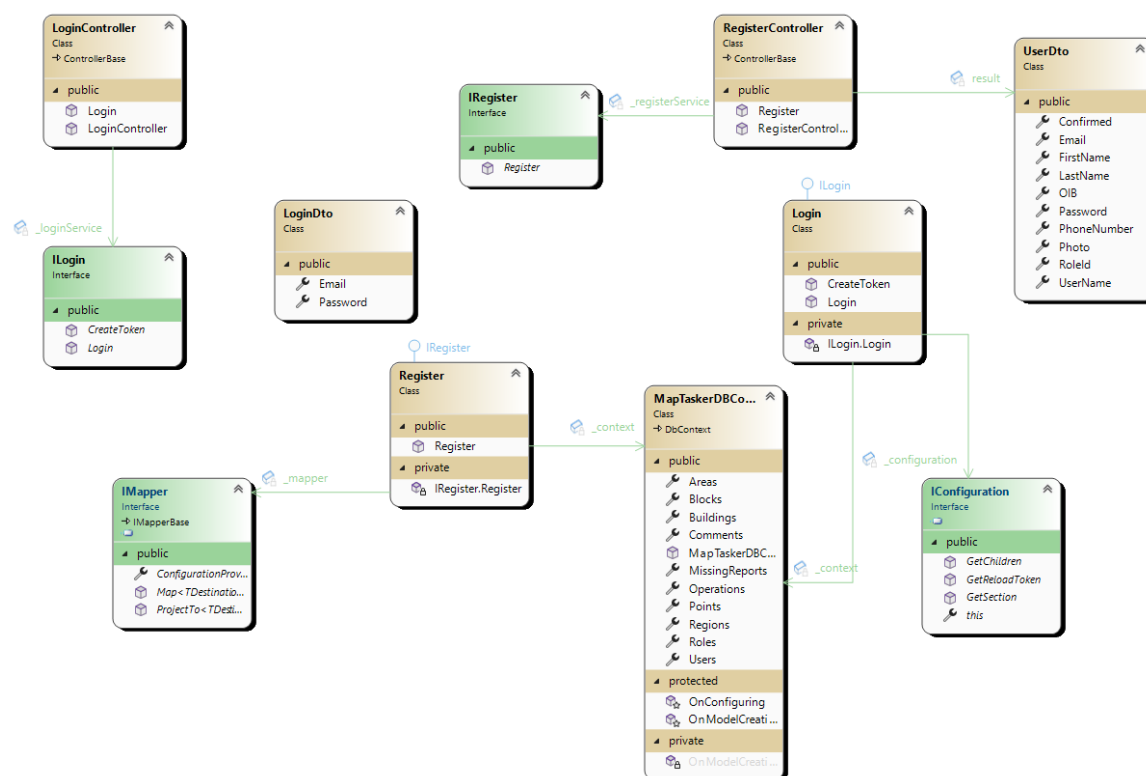 LoginController
Class
ControllerBase
public
Login
LoginController
_loginService
ILogin
Interface
public
CreateToken
Login
LoginDto
Class
public
Email
Password
IRegister
Interface
public
Register
_registerService
RegisterController
Class
ControllerBase
public
Register
RegisterControl...
result
UserDto
Class
public
Confirmed
Email
FirstName
LastName
OIB
Password
PhoneNumber
Photo
RoleId
UserName
ILogin
Login
Class
public
CreateToken
Login
private
ILogin.Login
IRegister
Register
Class
public
Register
private
IRegister.Register
_context
_mapper
IMapper
Interface
IMapperBase
public
ConfigurationProv...
Map<TDestinatio...
ProjectTo<TDesti...
MapTaskerDBCo...
Class
DbContext
public
Areas
Blocks
Buildings
Comments
MapTaskerDBC...
MissingReports
Operations
Points
Regions
Roles
Users
protected
OnConfiguring
OnModelCreati...
private
OnModelCreati...
_context
_configuration
IConfiguration
Interface
public
GetChildren
GetReloadToken
GetSection
this